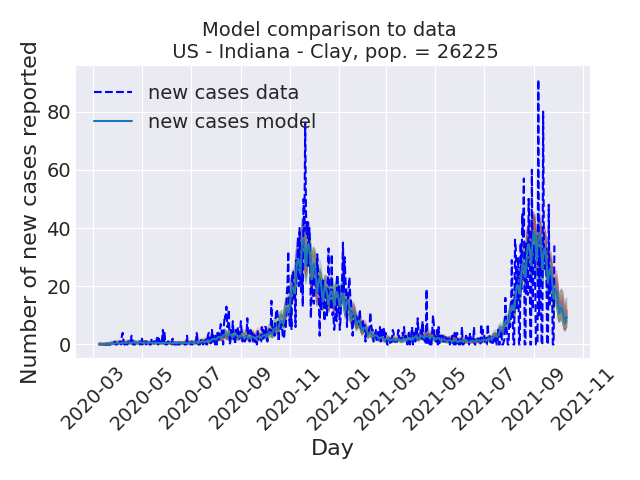 Model comparison to data
US - Indiana - Clay, pop. = 26225
Number of new cases reported
80
60
40
20
0
new cases data
new cases model
2020-03
2020-05
2020-07
2020-09
2020-11
2021-01
2021-03
2021-05
2021-07
2021-09
2021-11
Day